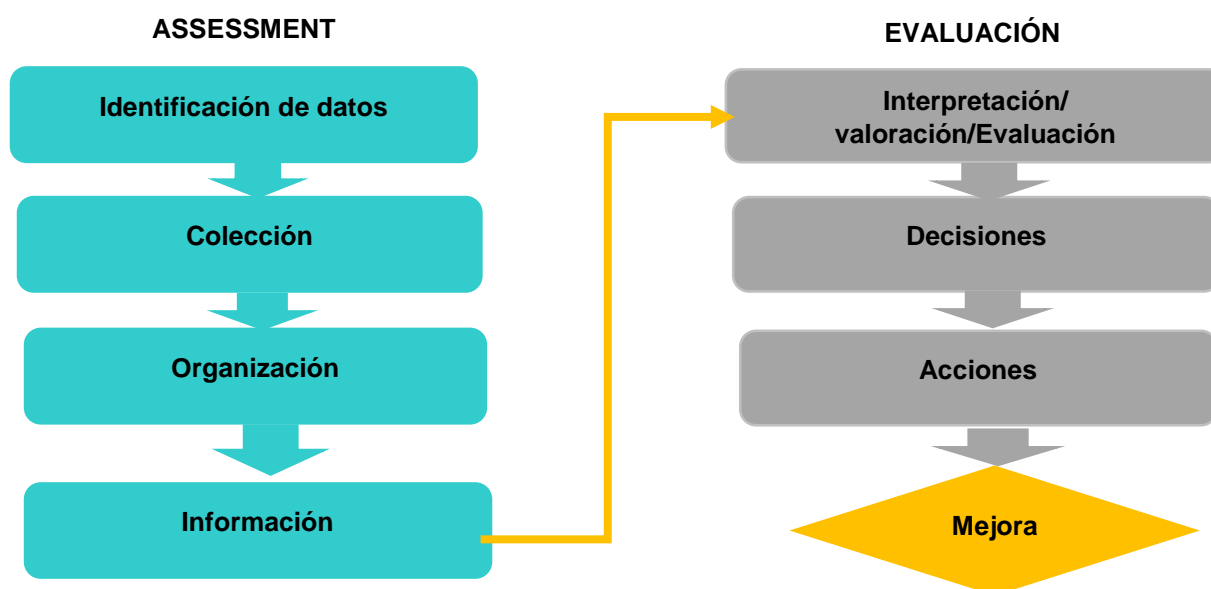 ASSESSMENT
Identificación de datos
Colección
Organización
Información
EVALUACIÓN
Interpretación/
valoración/Evaluación
Decisiones
Acciones
Mejora